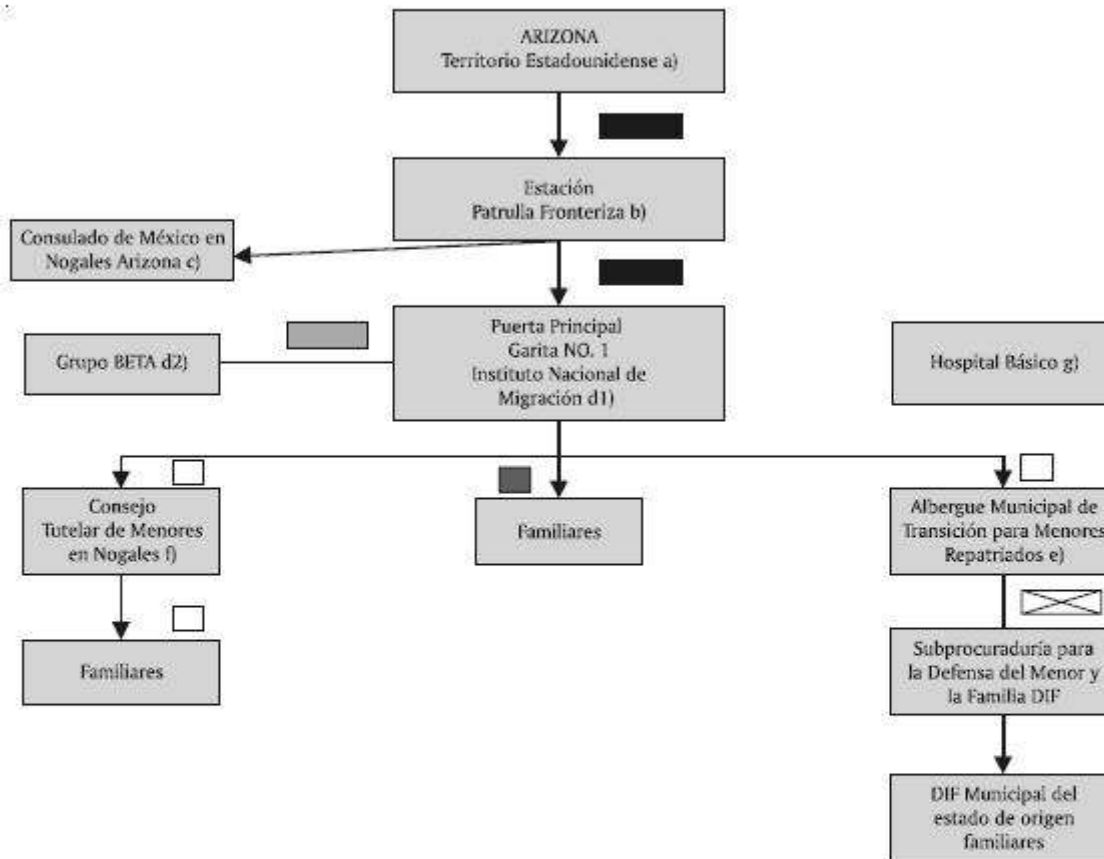 ARIZONA
Territorio Estadounidense a)
Estación
Patrulla Fronteriza b)
Consulado de México en
Nogales Arizona c)
Grupo BETA d2)
Puerta Principal
Garita NO. 1
Instituto Nacional de
Migración d1)
Hospital Básico g)
Consejo
Tutelar de Menores
en Nogales f)
Familiares
Albergue Municipal de
Transición para Menores
Repatriados e)
Familiares
Subprocuraduría para
la Defensa del Menor y
la Familia DIF
DIF Municipal del
estado de origen
familiares